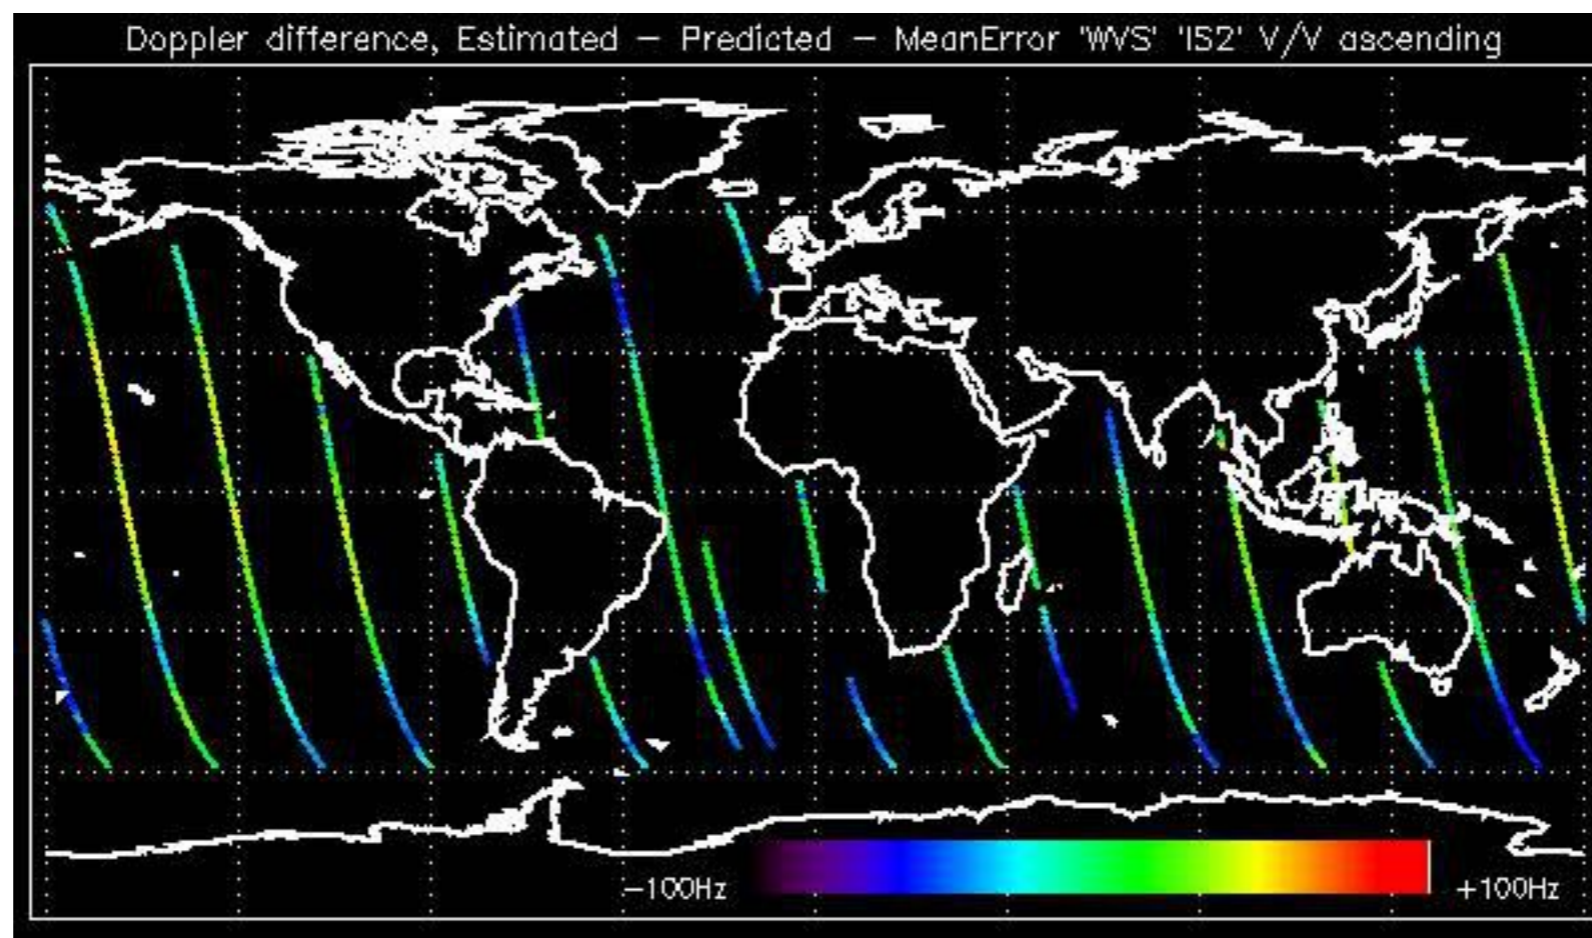 Doppler difference, Estimated – Predicted – MeanError 'WVS' 'IS2' V/V ascending
–100Hz +100Hz